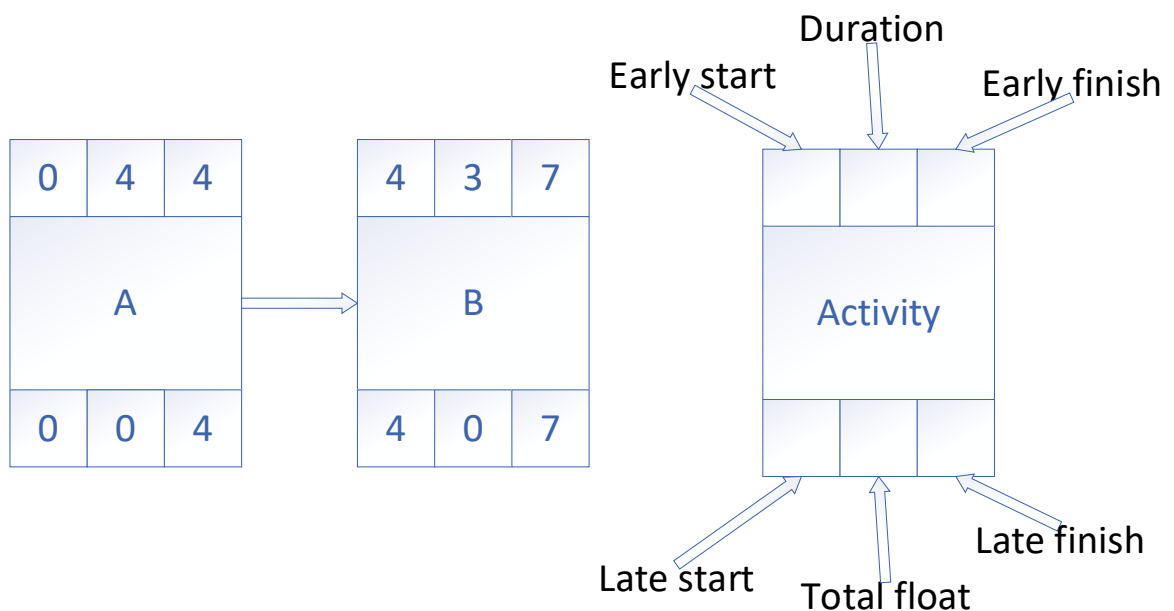 Duration
Early start
Early finish
0 4 4
4 3 7
A
B
Activity
0 0 4
4 0 7
Late start
Total float
Late finish